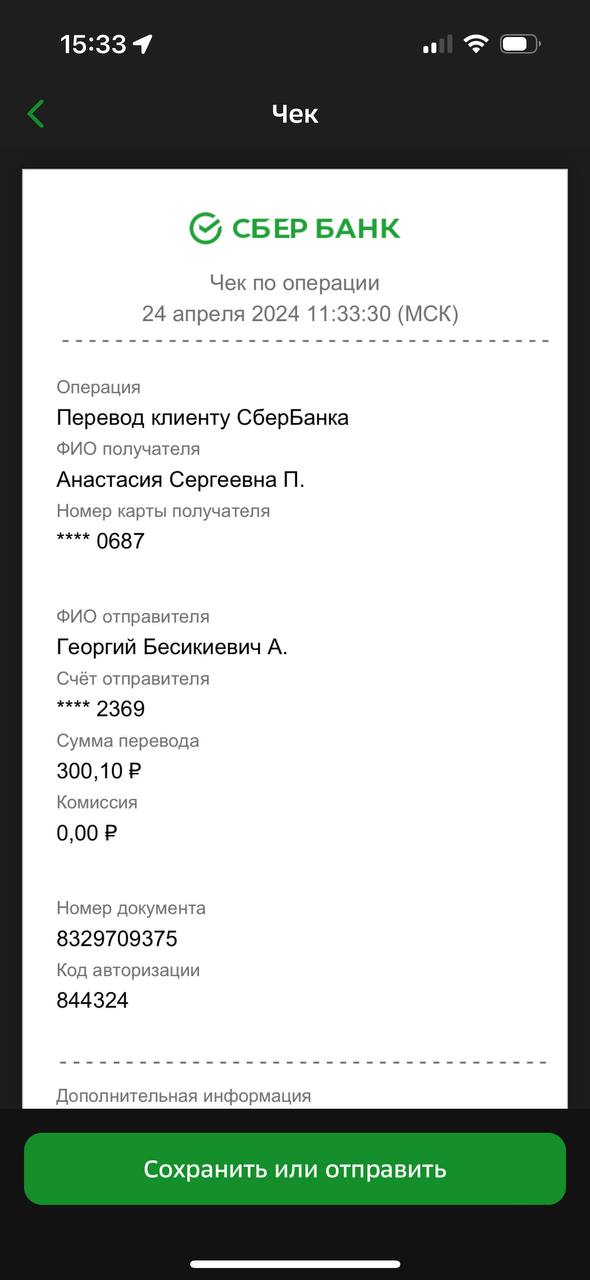 15:33
Чек
СБЕР БАНК
Чек по операции
24 апреля 2024 11:33:30 (МСК)
Операция
Перевод клиенту СберБанка
ФИО получателя
Анастасия Сергеевна П.
Номер карты получателя
**** 0687
ФИО отправителя
Георгий Бесикиевич А.
Счёт отправителя
**** 2369
Сумма перевода
300,10 ₽
Комиссия
0,00 ₽
Номер документа
8329709375
Код авторизации
844324
Дополнительная информация
Сохранить или отправить